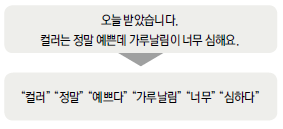 오늘 받았습니다.
컬러는 정말 예쁜데 가루날림이 너무 심해요.
“컬러” “정말” “예쁘다” “가루날림” “너무” “심하다”